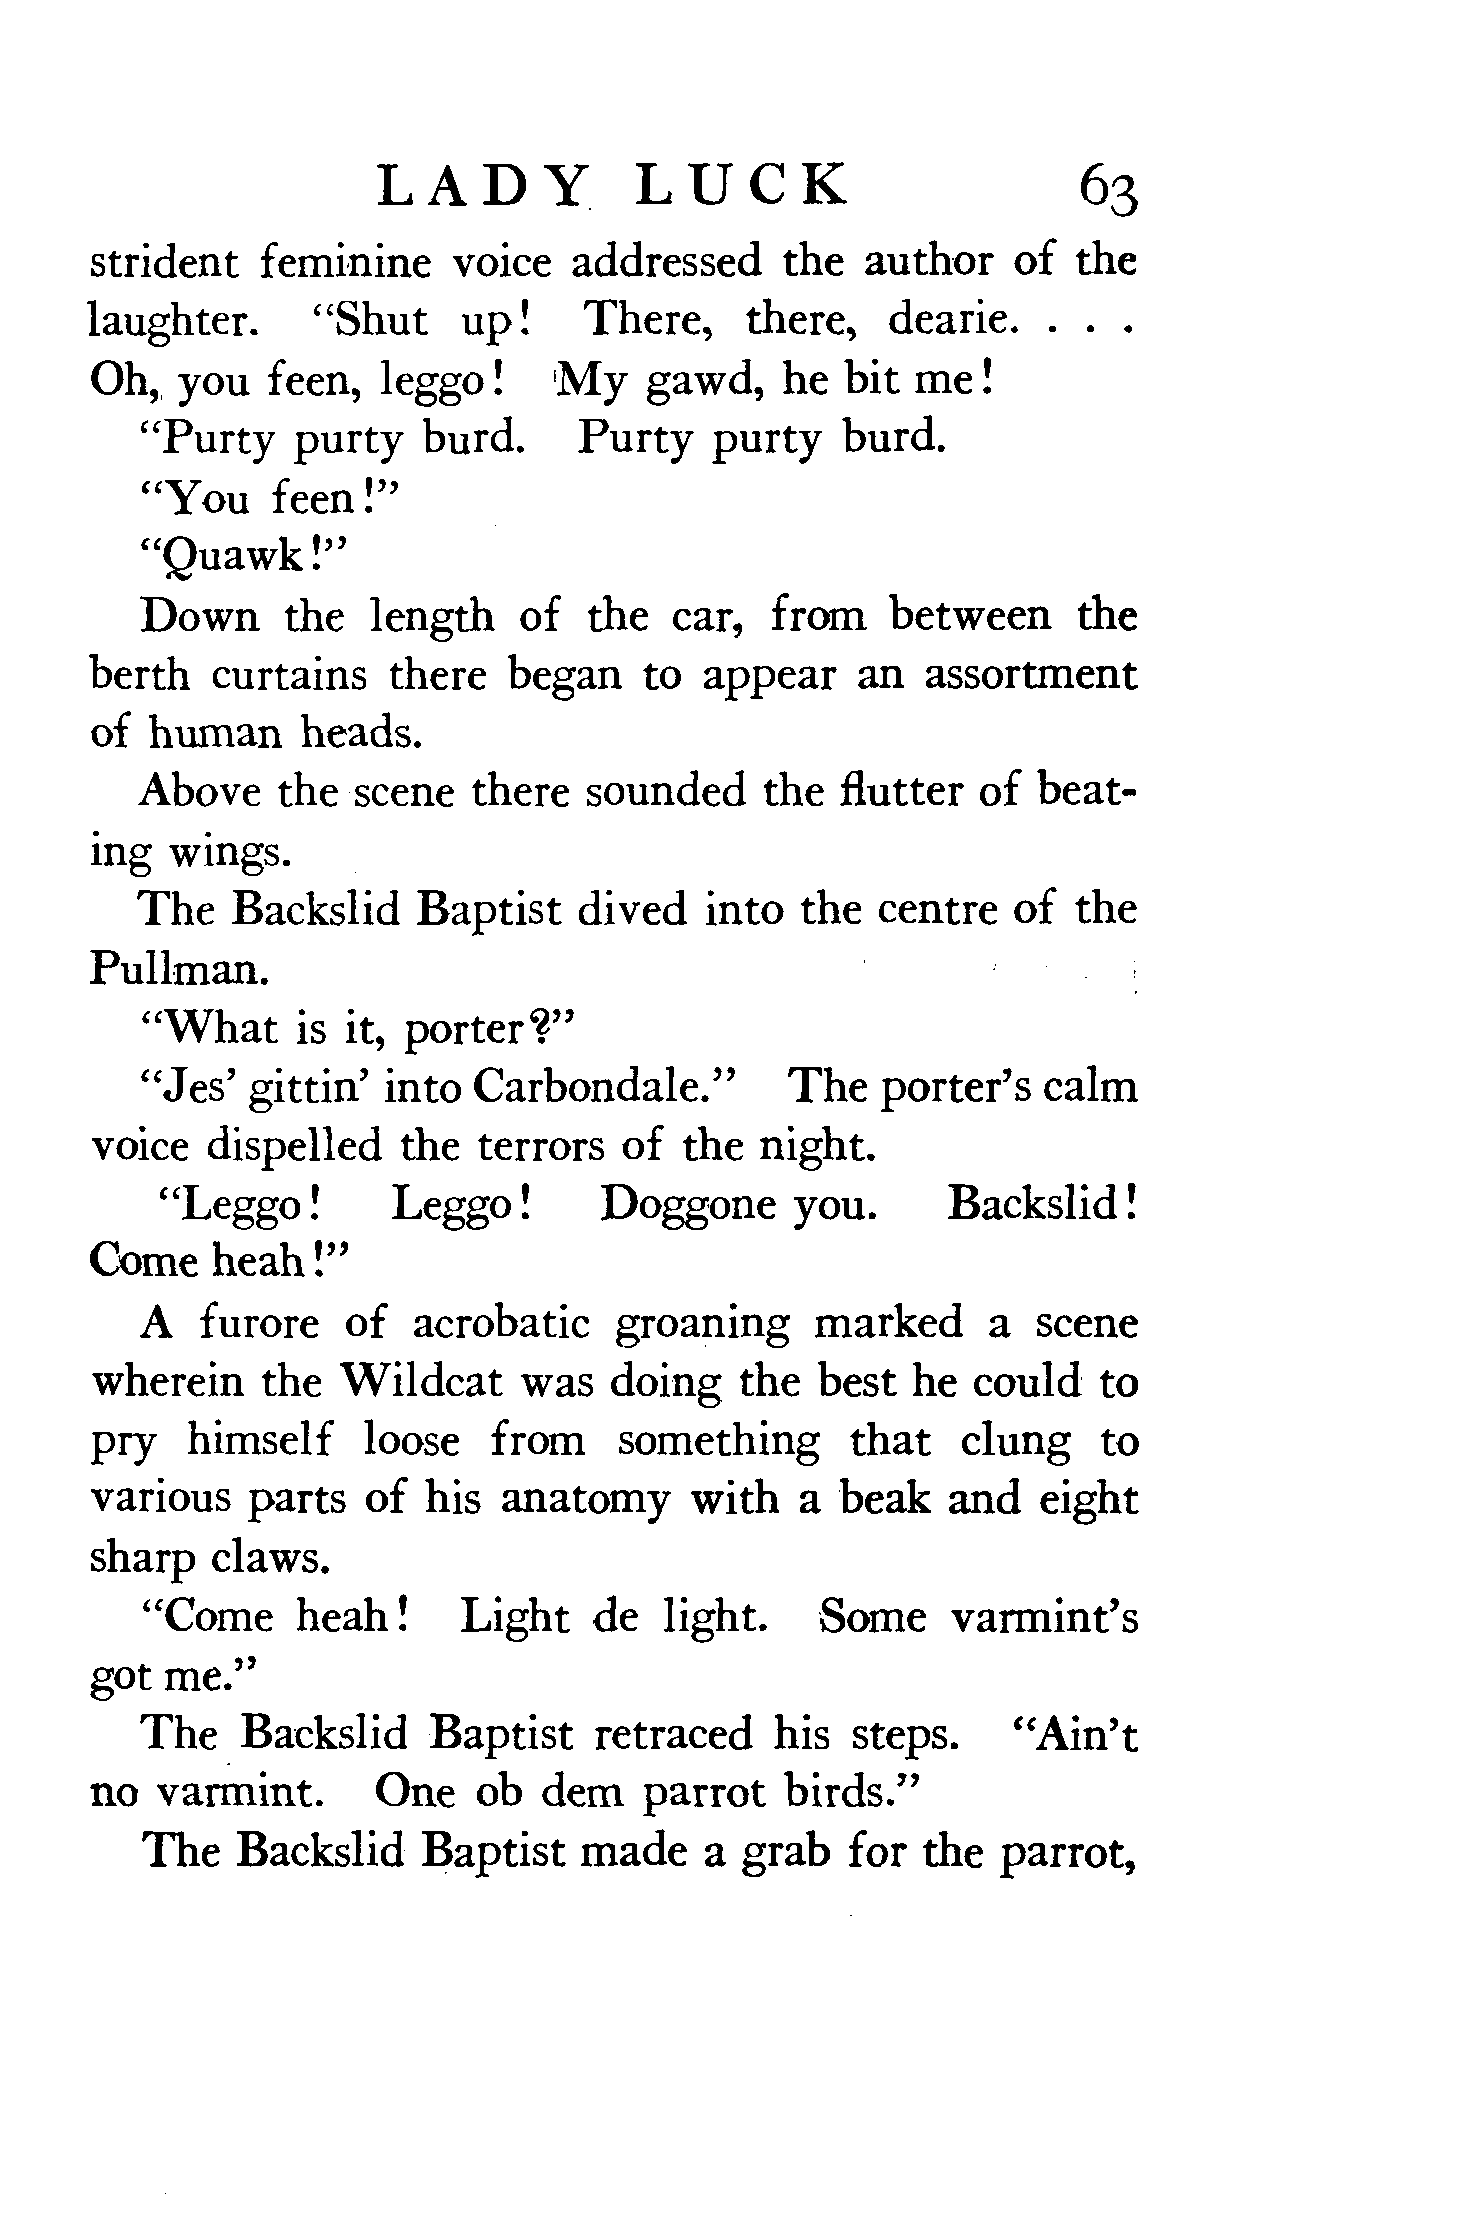 LADY LUCK 63
strident feminine voice addressed the author of the
laughter. “Shut up! There, there, dearie. . . .
Oh, you feen, leggo! My gawd, he bit me!
“Purty purty burd. Purty purty burd.
“You feen!”
“Quawk!”
Down the length of the car, from between the
berth curtains there began to appear an assortment
of human heads.
Above the scene there sounded the flutter of beat-
ing wings.
The Backslid Baptist dived into the centre of the
Pullman.
“What is it, porter?”
“Jes’ gittin’ into Carbondale.” The porter’s calm
voice dispelled the terrors of the night.
“Leggo! Leggo! Doggone you. Backslid!
Come heah!”
A furore of acrobatic groaning marked a scene
wherein the Wildcat was doing the best he could to
pry himself loose from something that clung to
various parts of his anatomy with a beak and eight
sharp claws.
“Come heah! Light de light. Some varmint’s
got me.”
The Backslid Baptist retraced his steps. “Ain’t
no varmint. One ob dem parrot birds.”
The Backslid Baptist made a grab for the parrot,